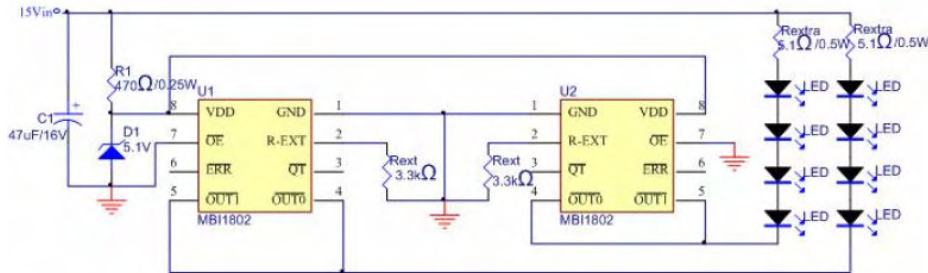 15Vin
Rextra
5.1Ω/0.5W
Rextra
5.1Ω/0.5W
R1
470Ω/0.25W
C1
47uF/16V
D1
5.1V
U1
8 VDD GND 1
7 OE R-EXT 2
6 ERR QT 3
5 OUT1 OUT0 4
MBI1802
Rext
3.3kΩ
Rext
3.3kΩ
U2
1 GND VDD 8
2 R-EXT OE 7
3 QT ERR 6
4 OUT0 OUT1 5
MBI1802
LED
LED
LED
LED
LED
LED
LED
LED